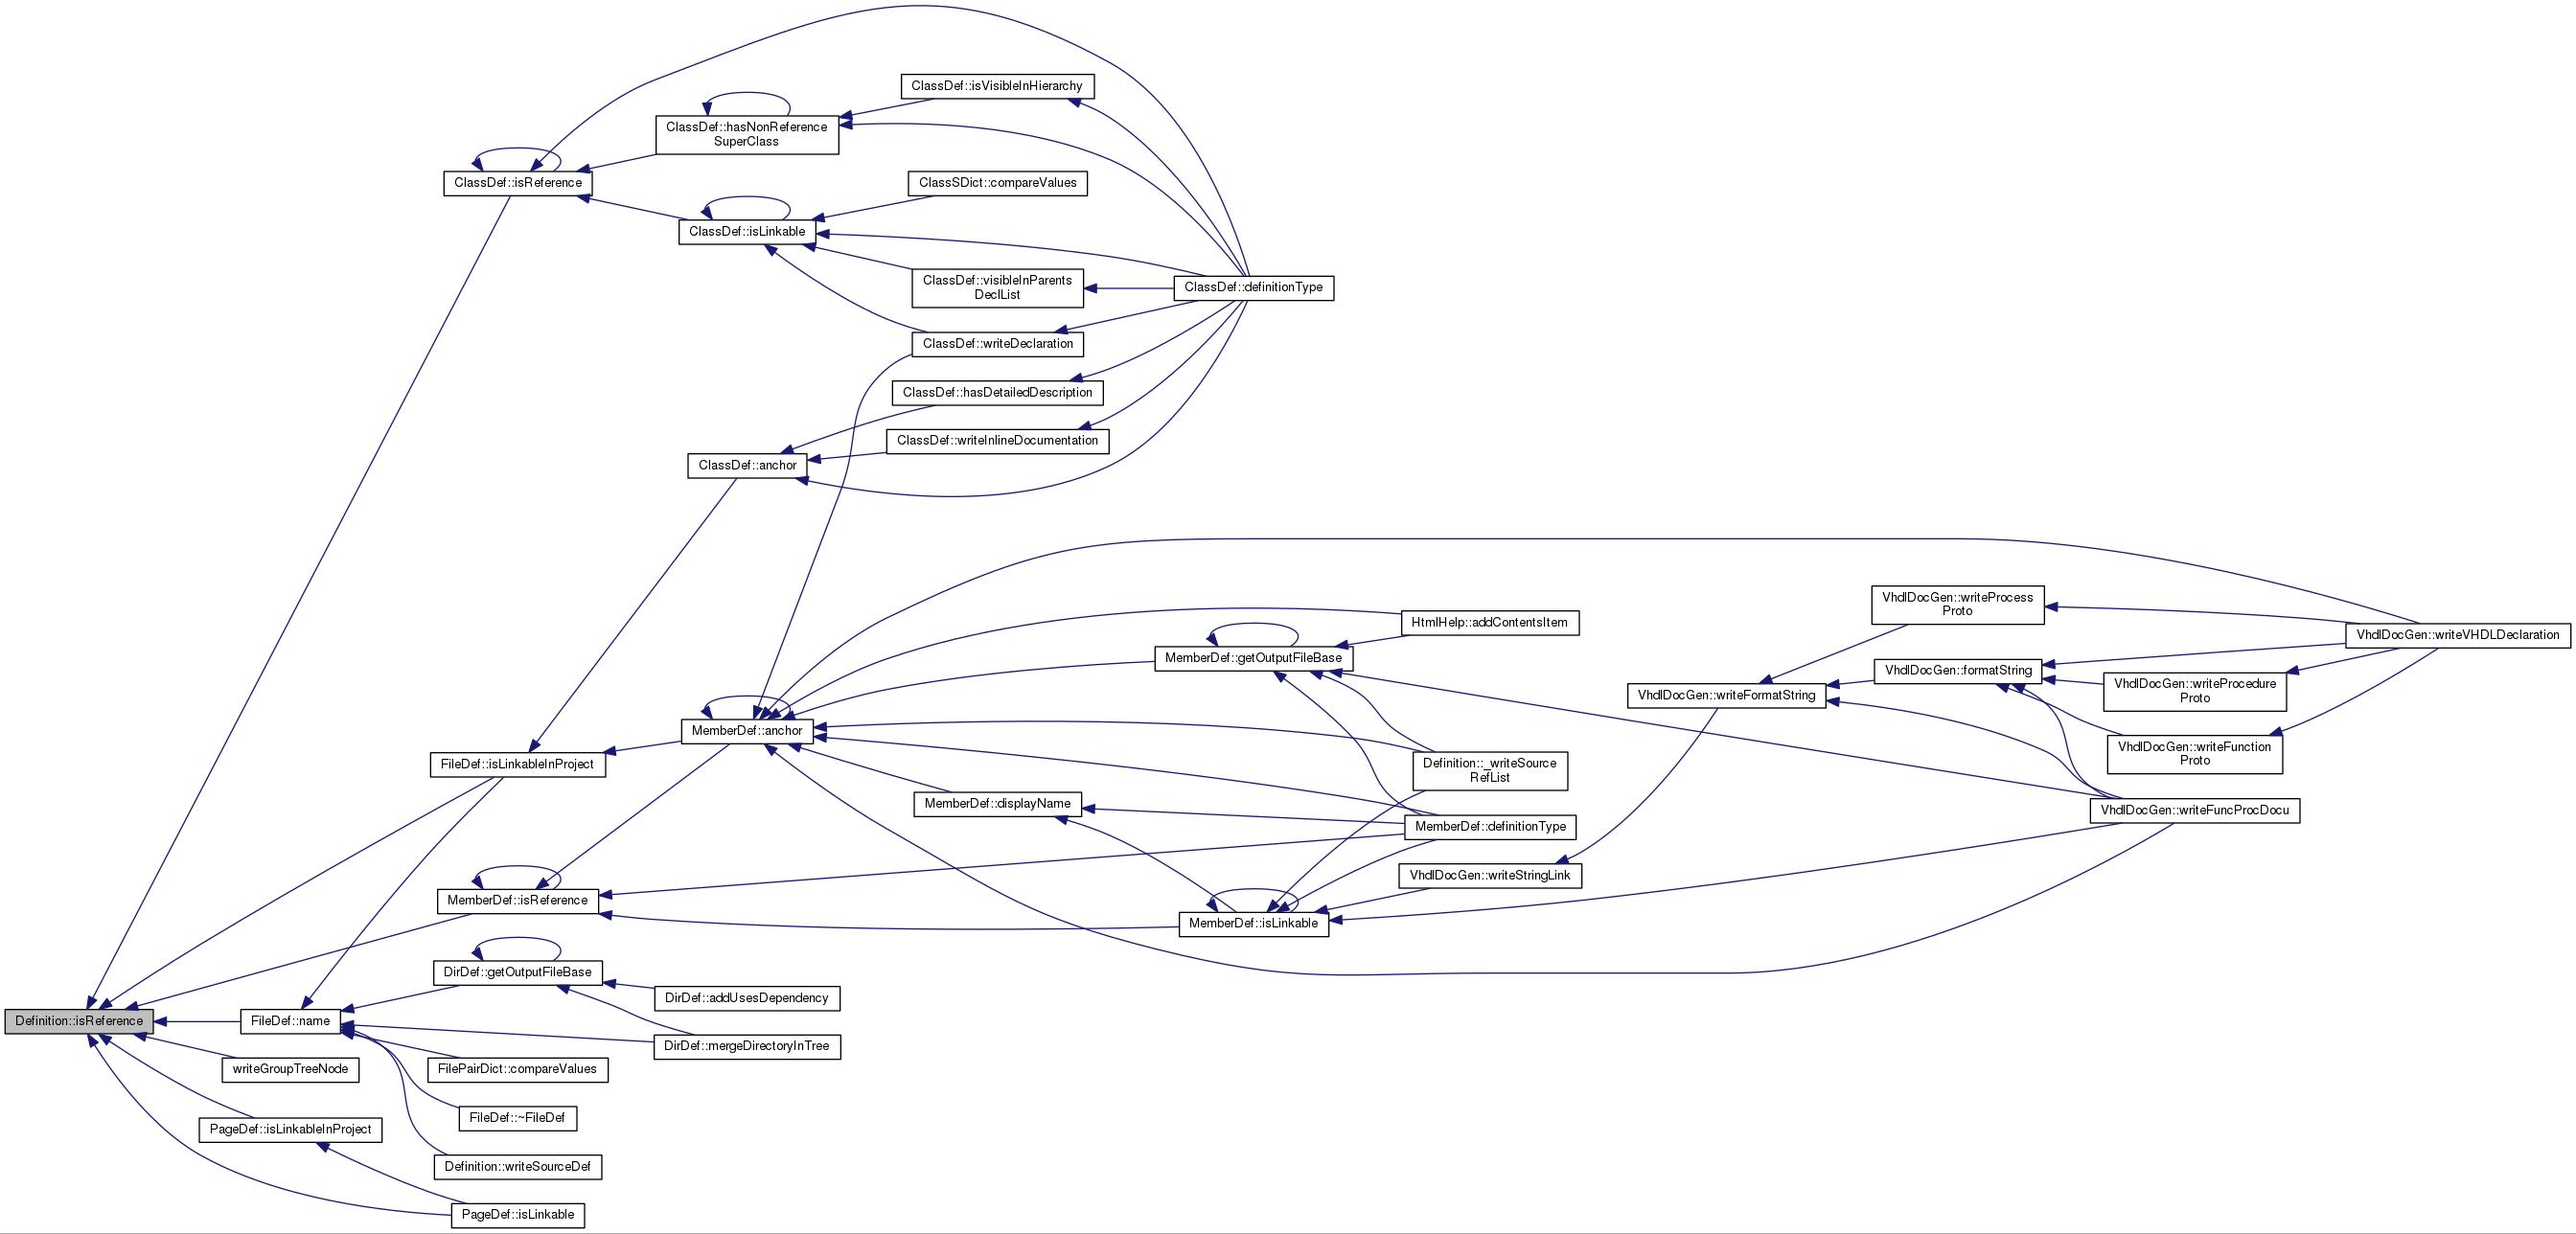 ClassDef::isVisibleInHierarchy
ClassDef::hasNonReference
SuperClass
ClassDef::isReference
ClassSDict::compareValues
ClassDef::isLinkable
ClassDef::visibleInParents
DeclList
ClassDef::definitionType
ClassDef::writeDeclaration
ClassDef::hasDetailedDescription
ClassDef::writeInlineDocumentation
ClassDef::anchor
VhdlDocGen::writeProcess
Proto
HtmlHelp::addContentsItem
VhdlDocGen::writeVHDLDeclaration
MemberDef::getOutputFileBase
VhdlDocGen::formatString
VhdlDocGen::writeProcedure
Proto
VhdlDocGen::writeFormatString
MemberDef::anchor
VhdlDocGen::writeFunction
Proto
FileDef::isLinkableInProject
Definition::_writeSource
RefList
MemberDef::displayName
VhdlDocGen::writeFuncProcDocu
MemberDef::definitionType
VhdlDocGen::writeStringLink
MemberDef::isReference
MemberDef::isLinkable
DirDef::getOutputFileBase
DirDef::addUsesDependency
Definition::isReference
FileDef::name
DirDef::mergeDirectoryInTree
writeGroupTreeNode
FilePairDict::compareValues
FileDef::~FileDef
PageDef::isLinkableInProject
Definition::writeSourceDef
PageDef::isLinkable